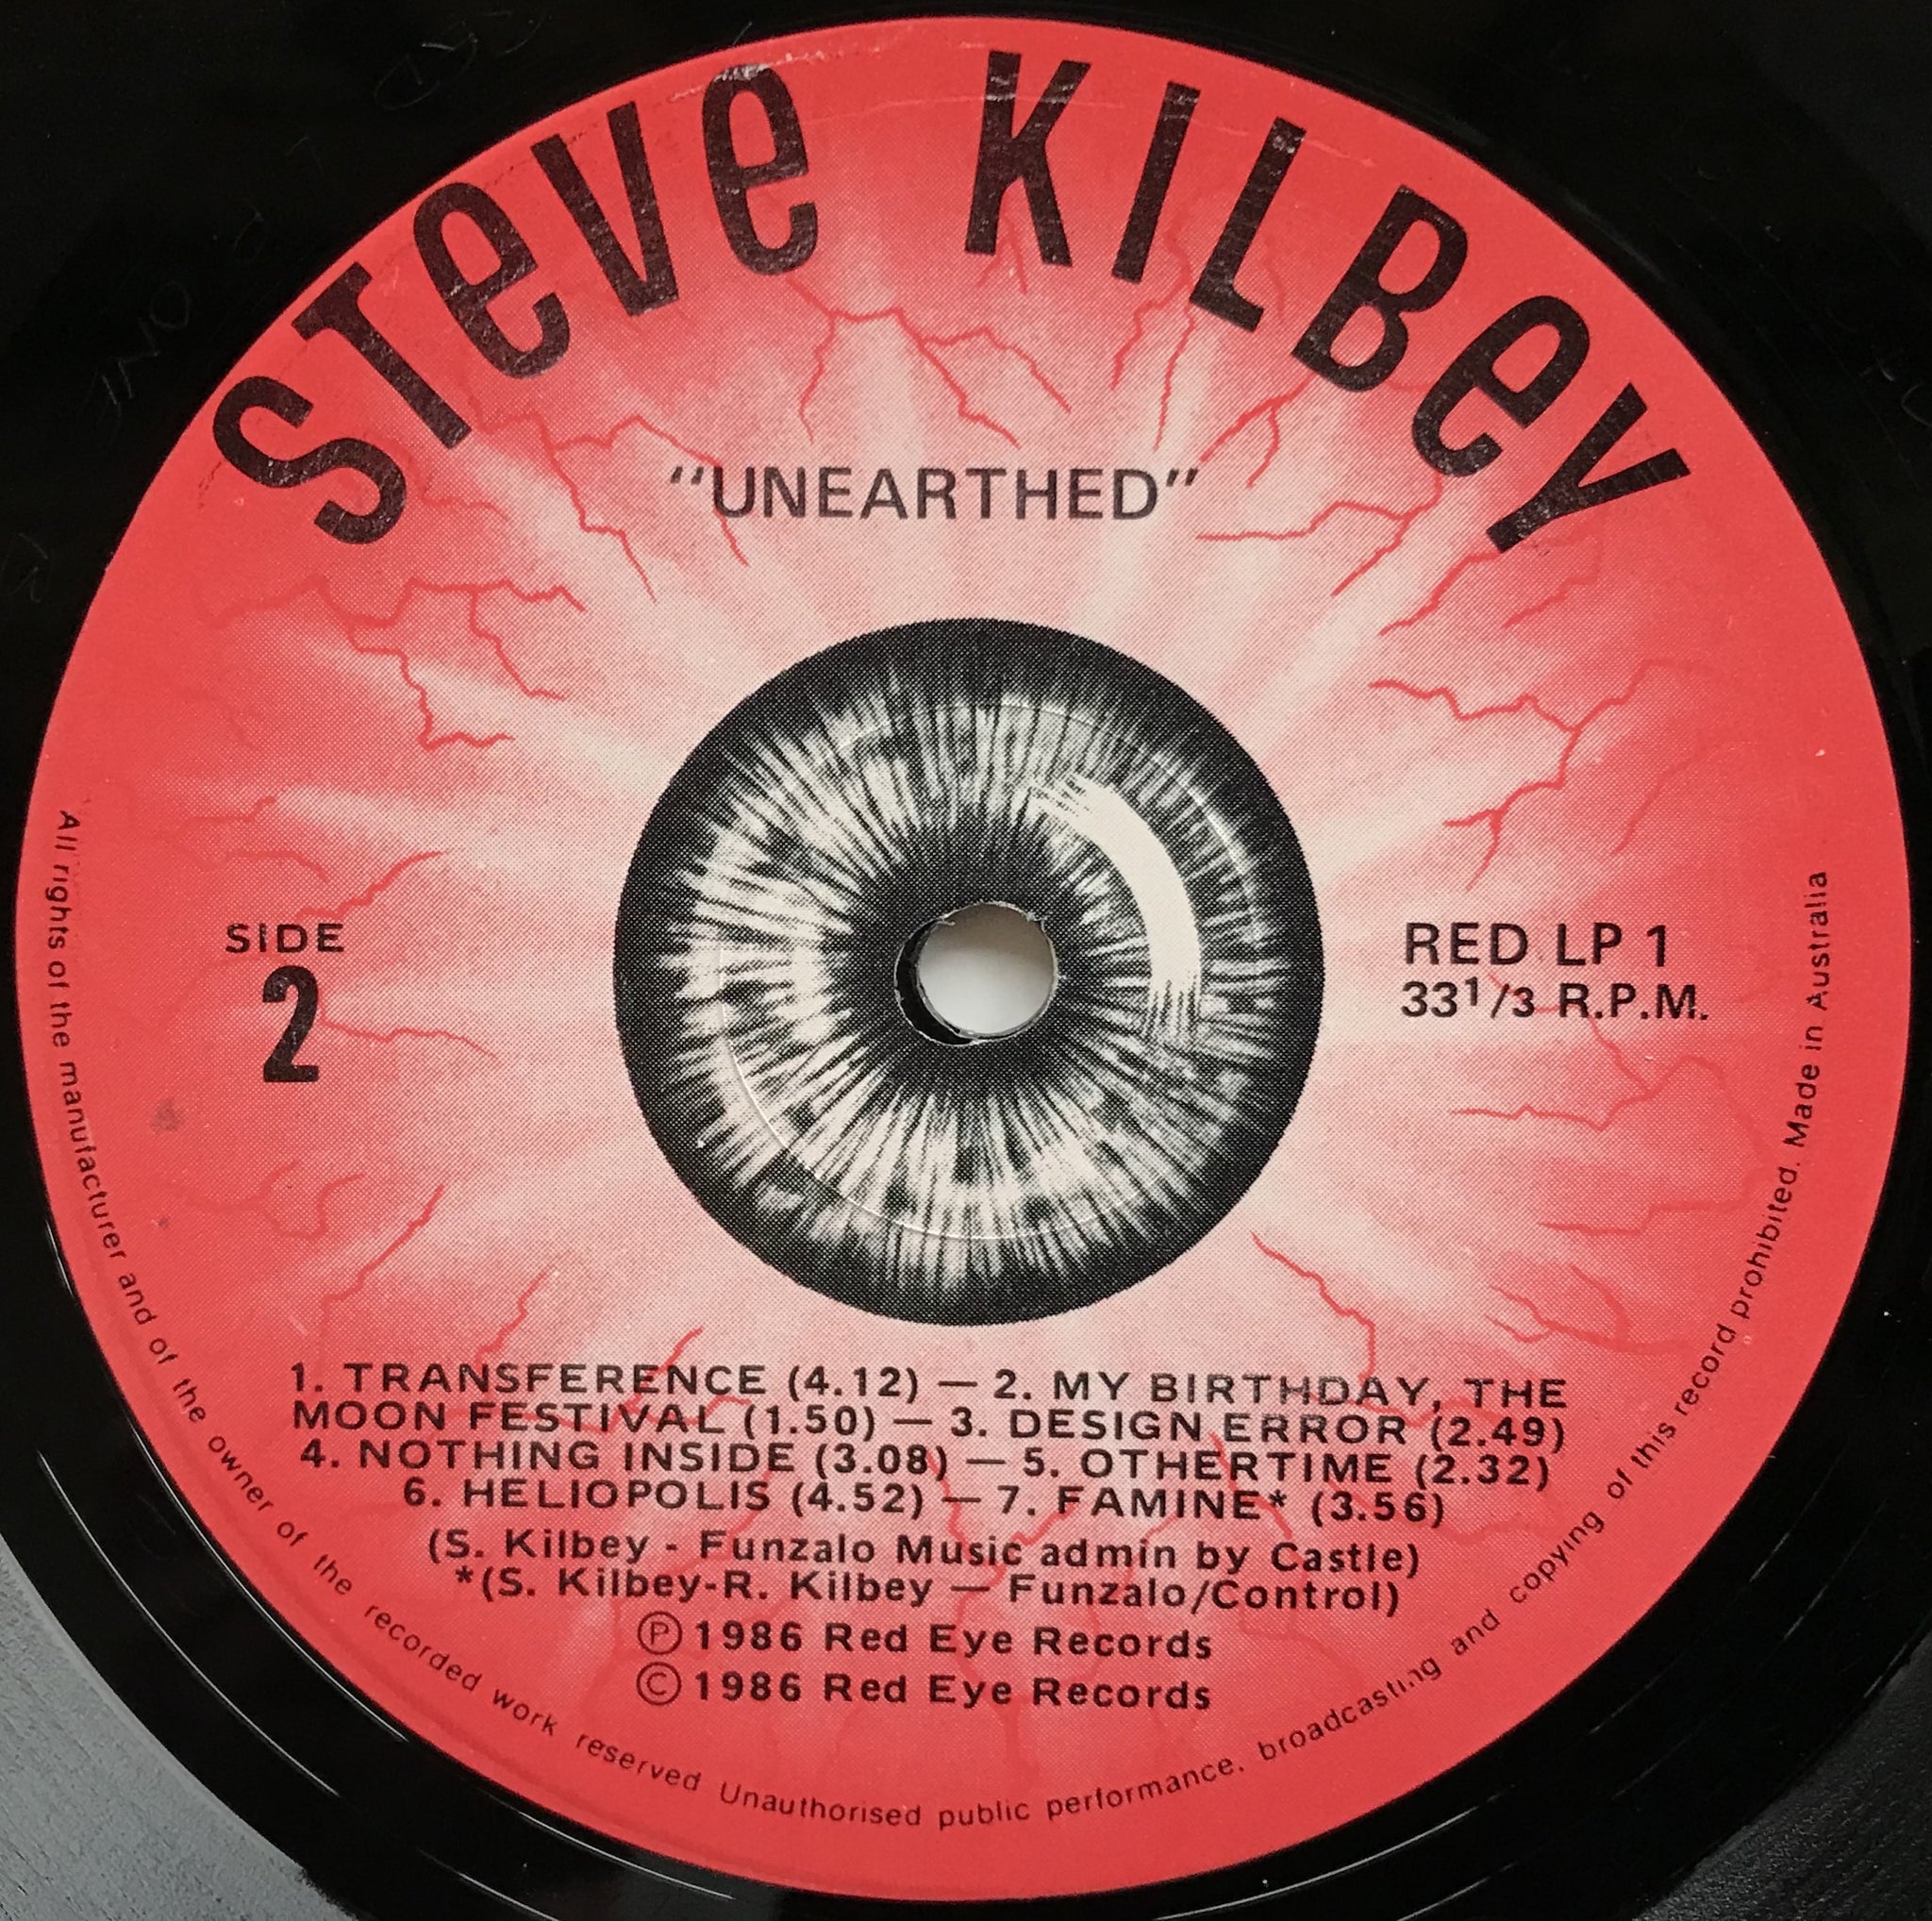 STeVe KILBeY
"UNEARTHED"
SIDE
2
RED LP 1
33 1/3 R.P.M.
1. TRANSFERENCE (4.12) — 2. MY BIRTHDAY, THE
MOON FESTIVAL (1.50) — 3. DESIGN ERROR (2.49)
4. NOTHING INSIDE (3.08) — 5. OTHERTIME (2.32)
6. HELIOPOLIS (4.52) — 7. FAMINE* (3.56)
(S. Kilbey - Funzalo Music admin by Castle)
*(S. Kilbey-R. Kilbey — Funzalo/Control)
Ⓟ 1986 Red Eye Records
© 1986 Red Eye Records
All rights of the manufacturer and of the owner of the recorded work reserved Unauthorised public performance, broadcasting and copying of this record prohibited. Made in Australia